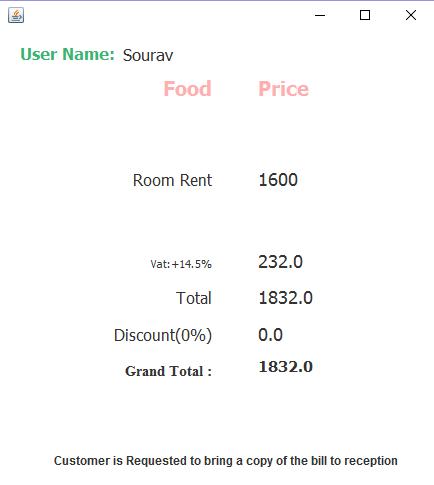 User Name: Sourav
Food Price
Room Rent 1600
Vat:+14.5% 232.0
Total 1832.0
Discount(0%) 0.0
Grand Total : 1832.0
Customer is Requested to bring a copy of the bill to reception